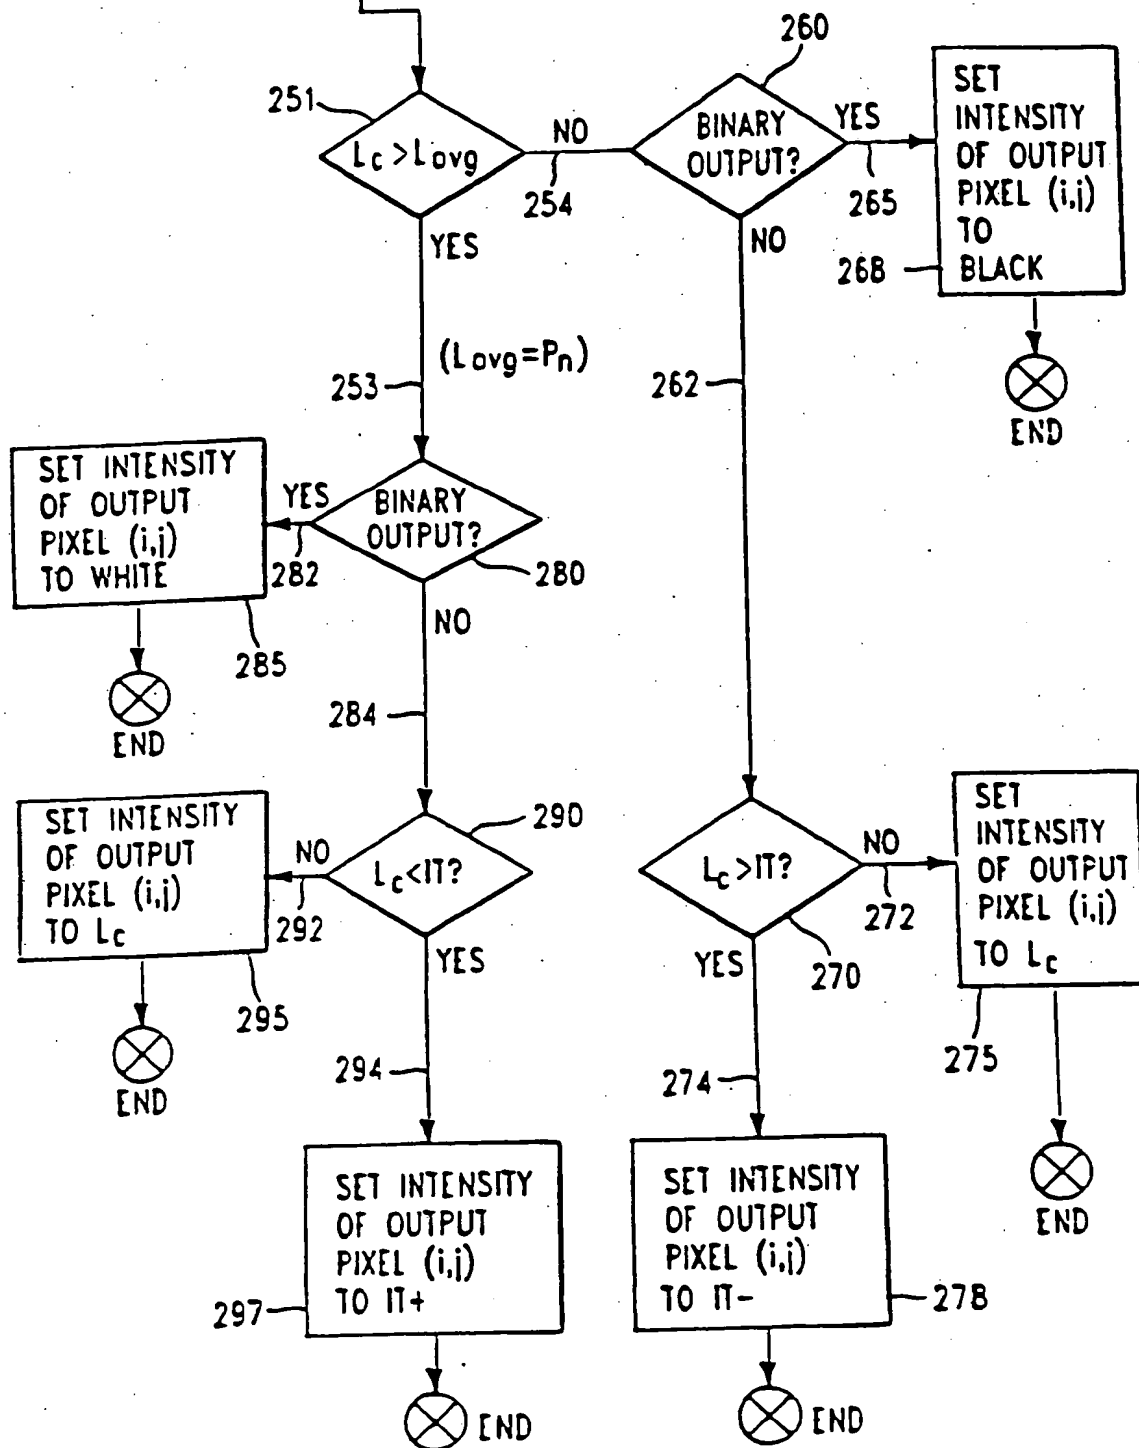 260
251
L c > L avg
NO
254
BINARY
OUTPUT?
YES
265
SET
INTENSITY
OF OUTPUT
PIXEL (i,j)
TO
BLACK
268
END
YES
NO
(L avg = Pn)
253
262
SET INTENSITY
OF OUTPUT
PIXEL (i,j)
TO WHITE
YES
282
BINARY
OUTPUT?
280
285
END
NO
284
SET INTENSITY
OF OUTPUT
PIXEL (i,j)
TO Lc
NO
292
Lc < IT?
290
295
END
YES
294
Lc > IT?
NO
272
270
YES
274
SET
INTENSITY
OF OUTPUT
PIXEL (i,j)
TO Lc
275
END
SET INTENSITY
OF OUTPUT
PIXEL (i,j)
TO IT+
297
END
SET INTENSITY
OF OUTPUT
PIXEL (i,j)
TO IT-
278
END